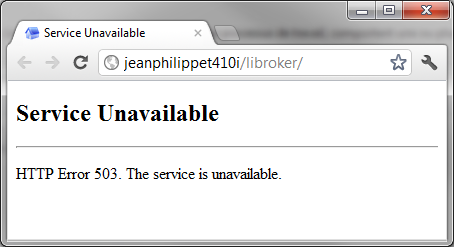 Service Unavailable
jeanphilippet410i/libroker/
Service Unavailable
HTTP Error 503. The service is unavailable.